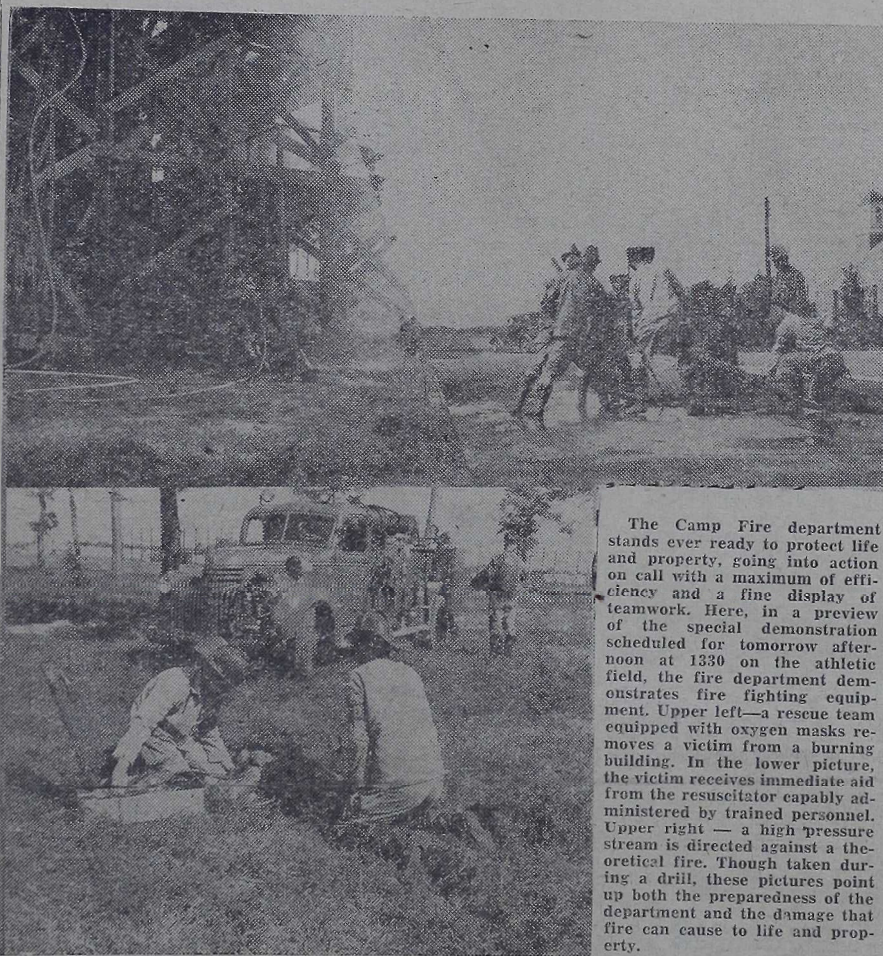 The Camp Fire department
stands ever ready to protect life
and property, going into action
on call with a maximum of effi-
ciency and a fine display of
teamwork. Here, in a preview
of the special demonstration
scheduled for tomorrow after-
noon at 1330 on the athletic
field, the fire department dem-
onstrates fire fighting equip-
ment. Upper left—a rescue team
equipped with oxygen masks re-
moves a victim from a burning
building. In the lower picture,
the victim receives immediate aid
from the resuscitator capably ad-
ministered by trained personnel.
Upper right — a high pressure
stream is directed against a the-
oretical fire. Though taken dur-
ing a drill, these pictures point
up both the preparedness of the
department and the damage that
fire can cause to life and prop-
erty.